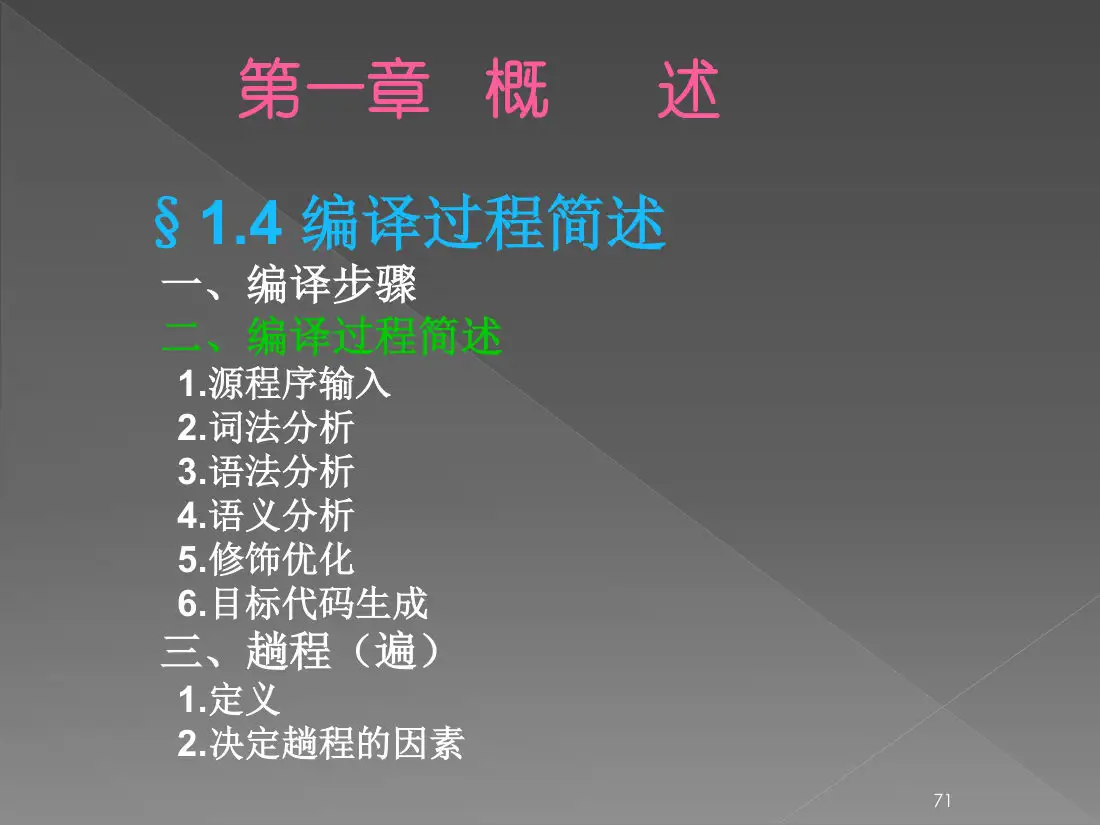 第一章 概 述
§1.4 编译过程简述
一、编译步骤
二、编译过程简述
1.源程序输入
2.词法分析
3.语法分析
4.语义分析
5.修饰优化
6.目标代码生成
三、趟程（遍）
1.定义
2.决定趟程的因素
71